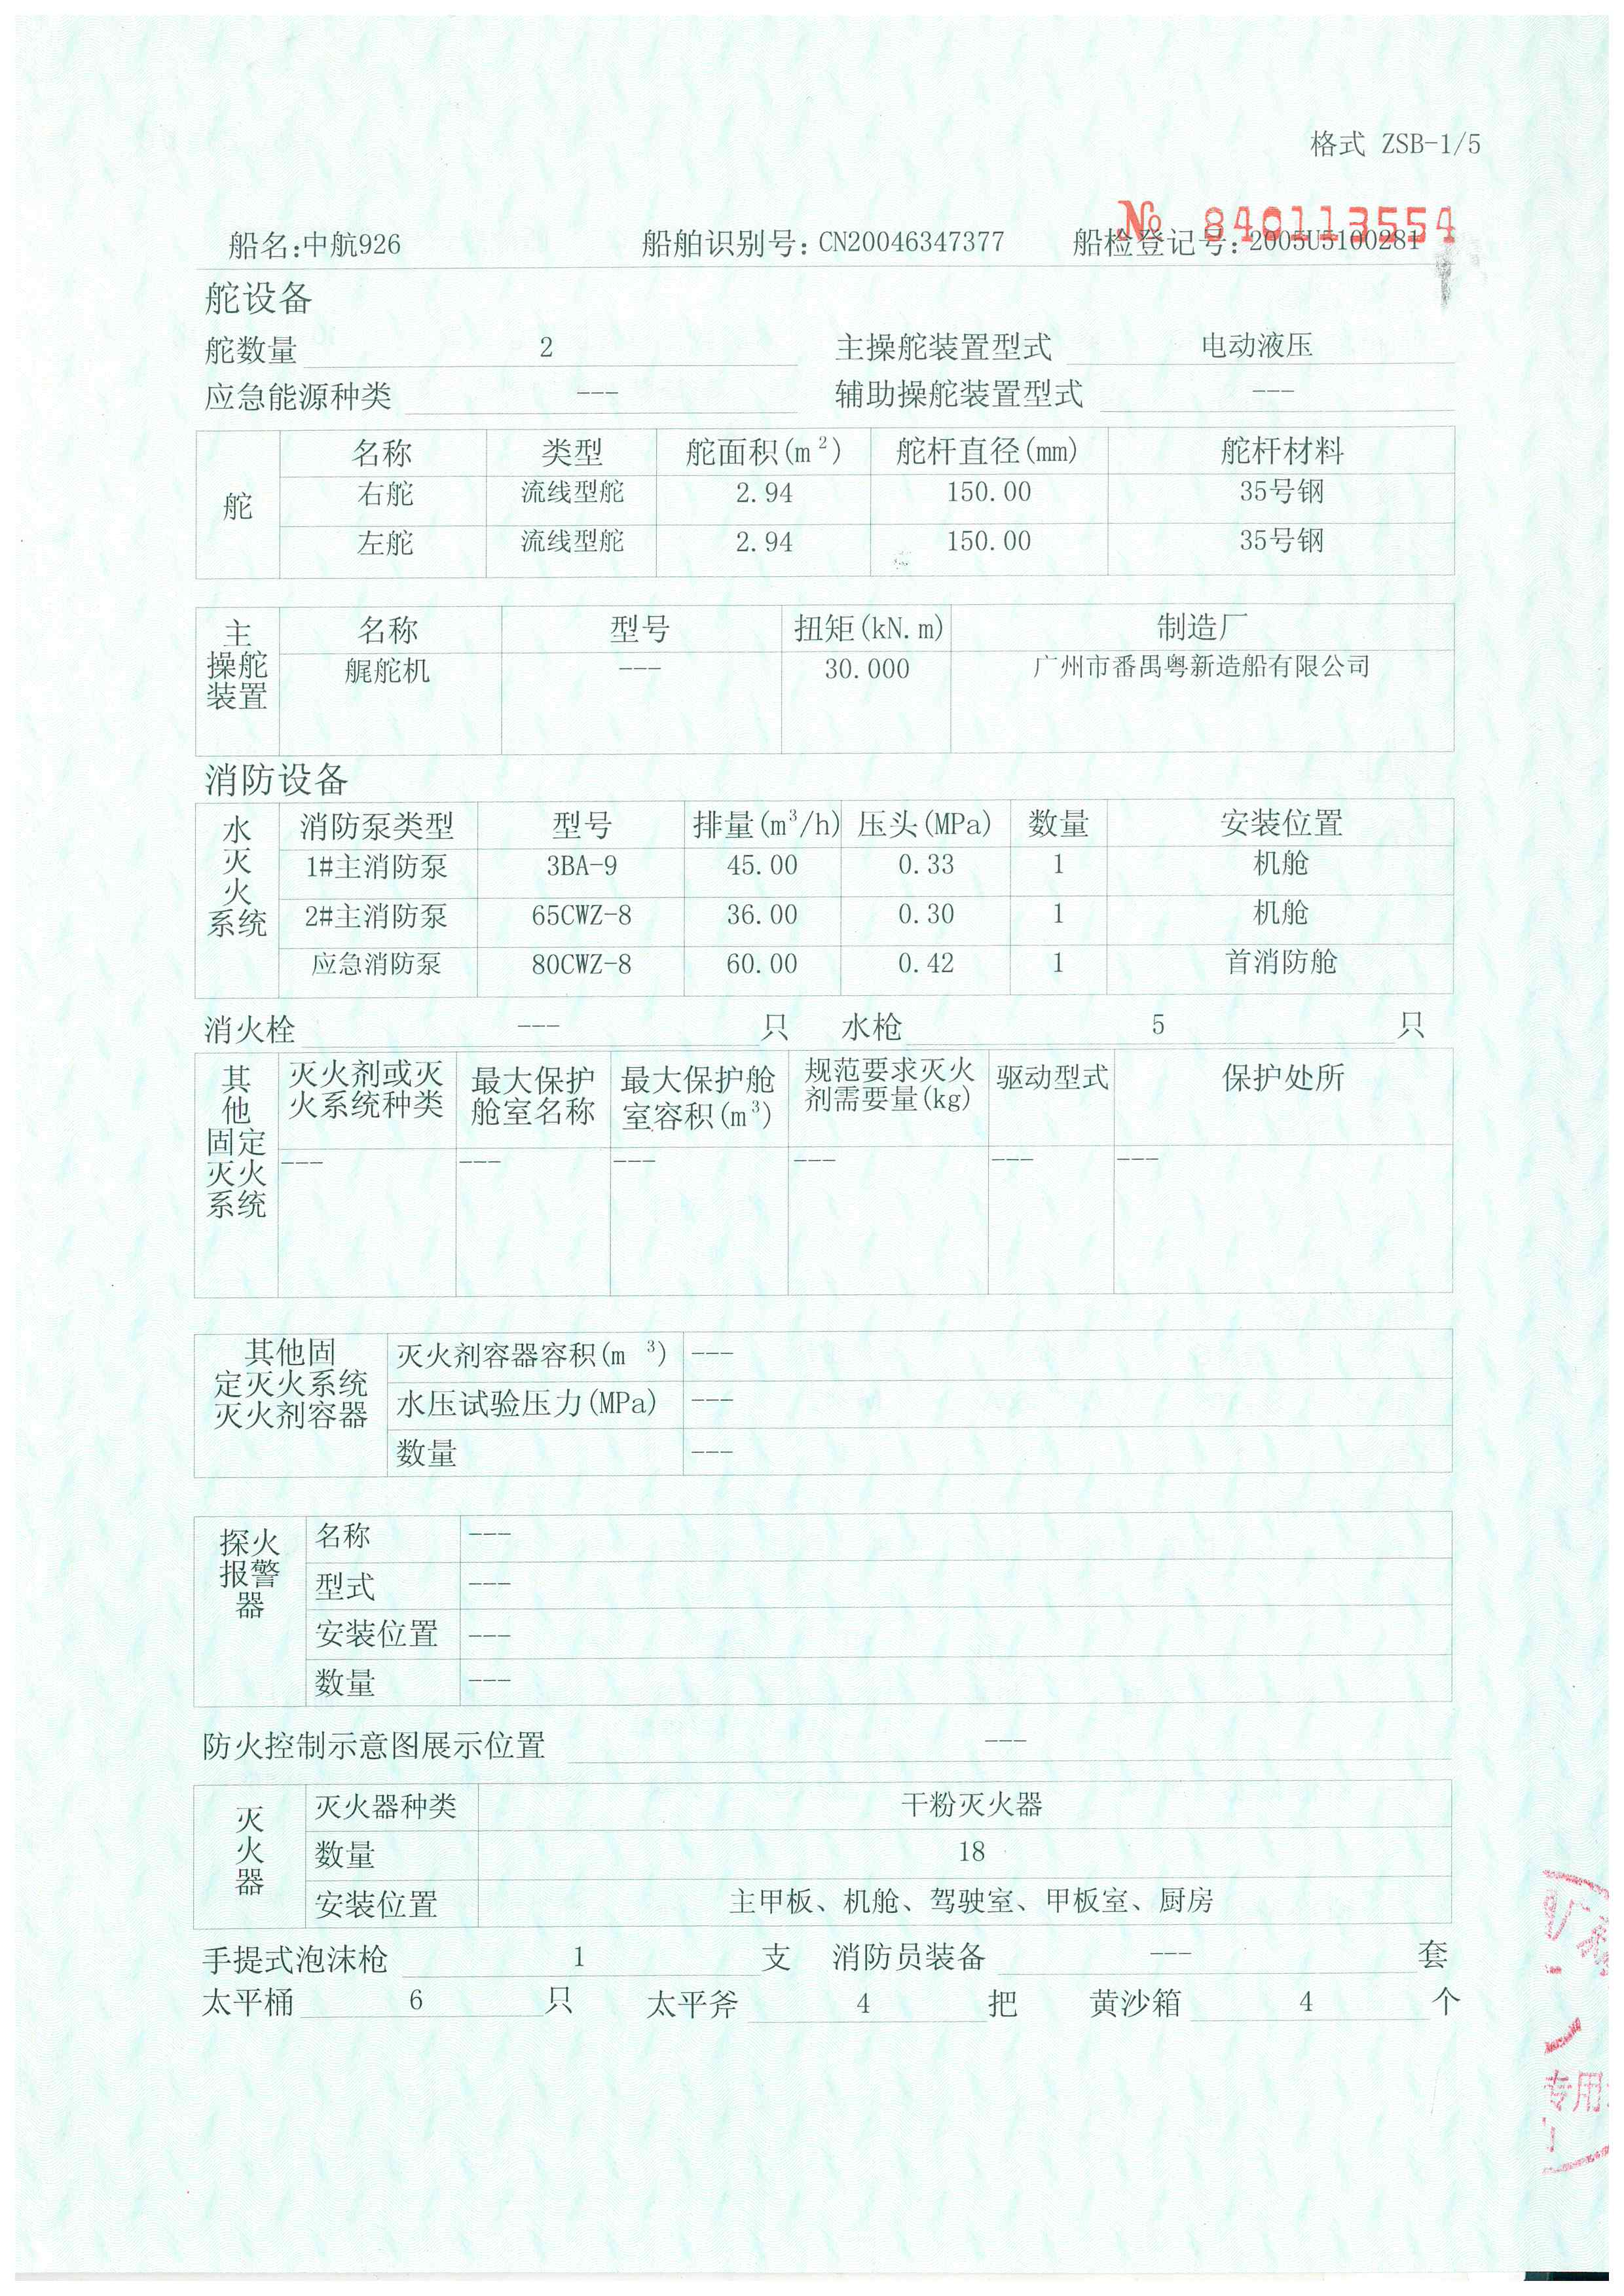 格式 ZSB-1/5
№ 840113554
船名:中航926 船舶识别号: CN20046347377 船检登记号: 2005U5100281
舵设备
舵数量 2 主操舵装置型式 电动液压
应急能源种类 --- 辅助操舵装置型式 ---
舵 名称 类型 舵面积(m²) 舵杆直径(mm) 舵杆材料
右舵 流线型舵 2.94 150.00 35号钢
左舵 流线型舵 2.94 150.00 35号钢
主操舵装置 名称 型号 扭矩(kN.m) 制造厂
艉舵机 --- 30.000 广州市番禺粤新造船有限公司
消防设备
水灭火系统 消防泵类型 型号 排量(m³/h) 压头(MPa) 数量 安装位置
1#主消防泵 3BA-9 45.00 0.33 1 机舱
2#主消防泵 65CWZ-8 36.00 0.30 1 机舱
应急消防泵 80CWZ-8 60.00 0.42 1 首消防舱
消火栓 --- 只 水枪 5 只
其他固定灭火系统 灭火剂或灭火系统种类 最大保护舱室名称 最大保护舱室容积(m³) 规范要求灭火剂需要量(kg) 驱动型式 保护处所
--- --- --- --- --- ---
其他固定灭火系统灭火剂容器 灭火剂容器容积(m ³) ---
水压试验压力(MPa) ---
数量 ---
探火报警器 名称 ---
型式 ---
安装位置 ---
数量 ---
防火控制示意图展示位置 ---
灭火器 灭火器种类 干粉灭火器
数量 18
安装位置 主甲板、机舱、驾驶室、甲板室、厨房
手提式泡沫枪 1 支 消防员装备 --- 套
太平桶 6 只 太平斧 4 把 黄沙箱 4 个
专用